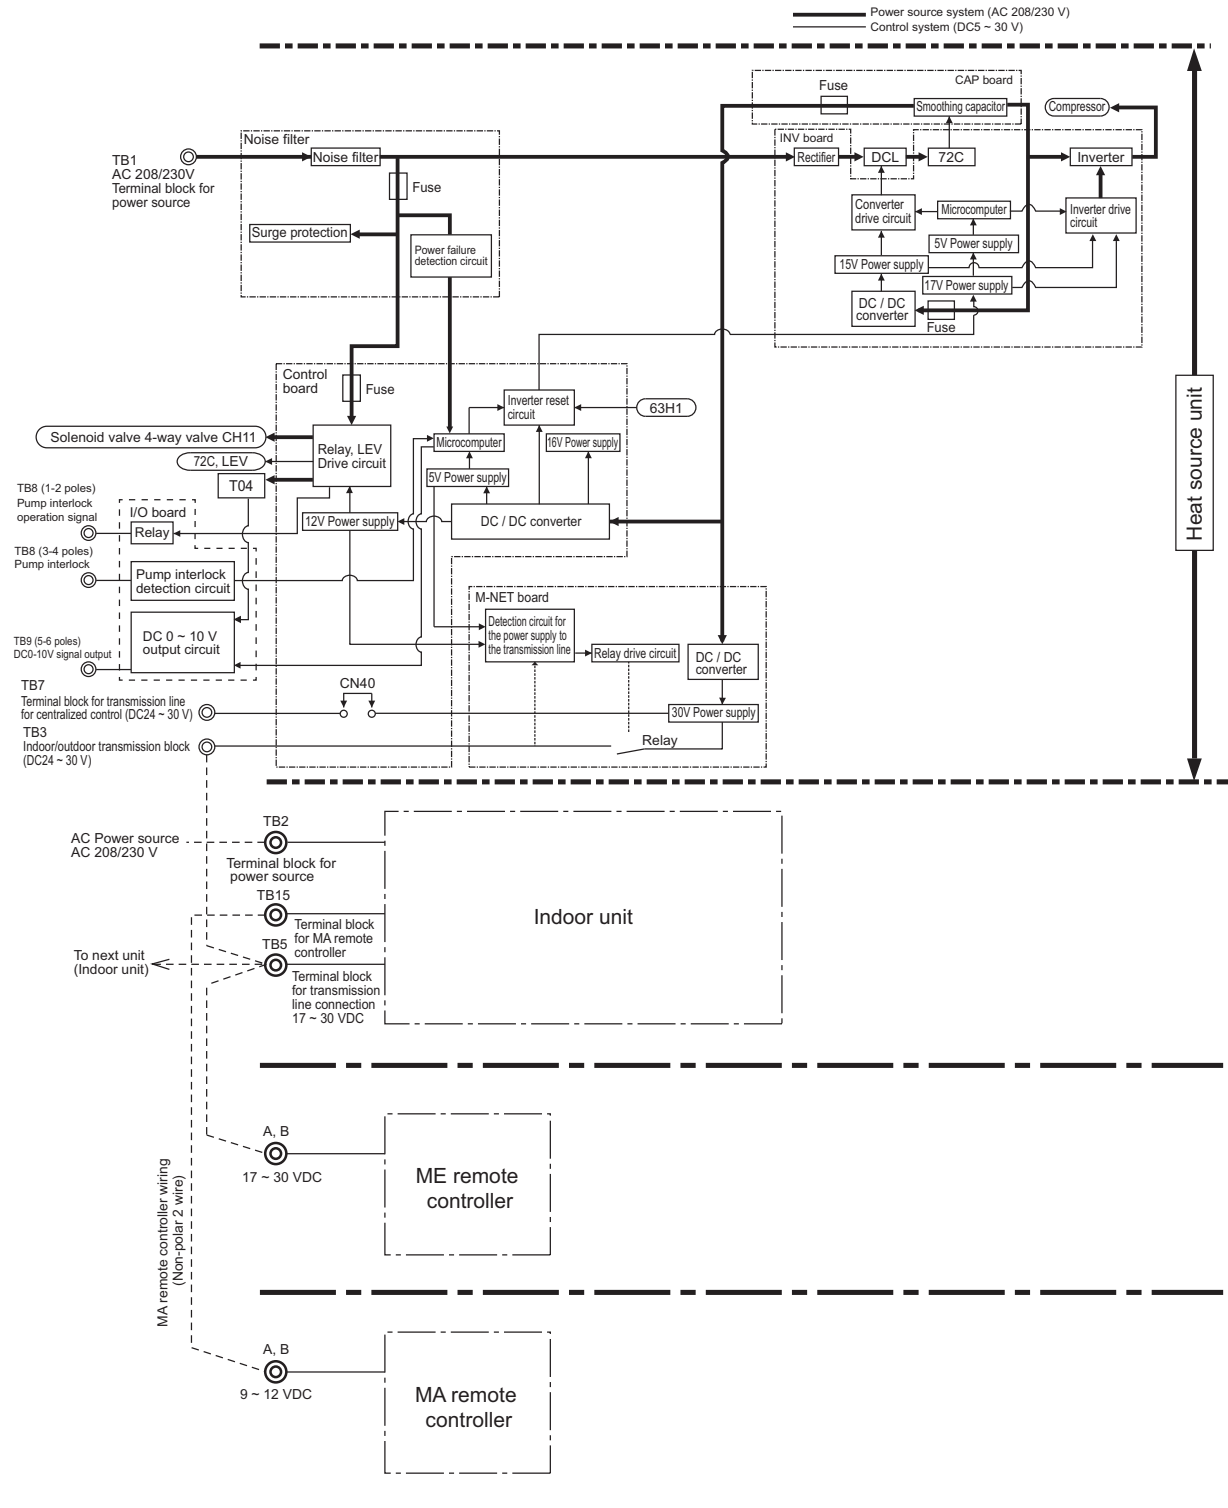 Power source system (AC 208/230 V)
Control system (DC5 ~ 30 V)
CAP board
Fuse
Smoothing capacitor
Compressor
Noise filter
INV board
TB1
AC 208/230V
Terminal block for
power source
Noise filter
Rectifier
DCL
72C
Inverter
Fuse
Converter
drive circuit
Microcomputer
Inverter drive
circuit
Surge protection
Power failure
detection circuit
5V Power supply
15V Power supply
17V Power supply
DC / DC
converter
Fuse
Heat source unit
Control
board
Fuse
Inverter reset
circuit
63H1
Solenoid valve 4-way valve CH11
Relay, LEV
Drive circuit
Microcomputer
16V Power supply
72C, LEV
T04
5V Power supply
TB8 (1-2 poles)
Pump interlock
operation signal
I/O board
Relay
12V Power supply
DC / DC converter
TB8 (3-4 poles)
Pump interlock
Pump interlock
detection circuit
M-NET board
DC 0 ~ 10 V
output circuit
Detection circuit for
the power supply to
the transmission line
Relay drive circuit
DC / DC
converter
TB9 (5-6 poles)
DC0-10V signal output
TB7
Terminal block for transmission line
for centralized control (DC24 ~ 30 V)
CN40
30V Power supply
TB3
Indoor/outdoor transmission block
(DC24 ~ 30 V)
Relay
AC Power source
AC 208/230 V
TB2
Terminal block for
power source
TB15
Terminal block
for MA remote
controller
Indoor unit
To next unit
(Indoor unit)
TB5
Terminal block
for transmission
line connection
17 ~ 30 VDC
A, B
17 ~ 30 VDC
ME remote
controller
MA remote controller wiring
(Non-polar 2 wire)
A, B
9 ~ 12 VDC
MA remote
controller